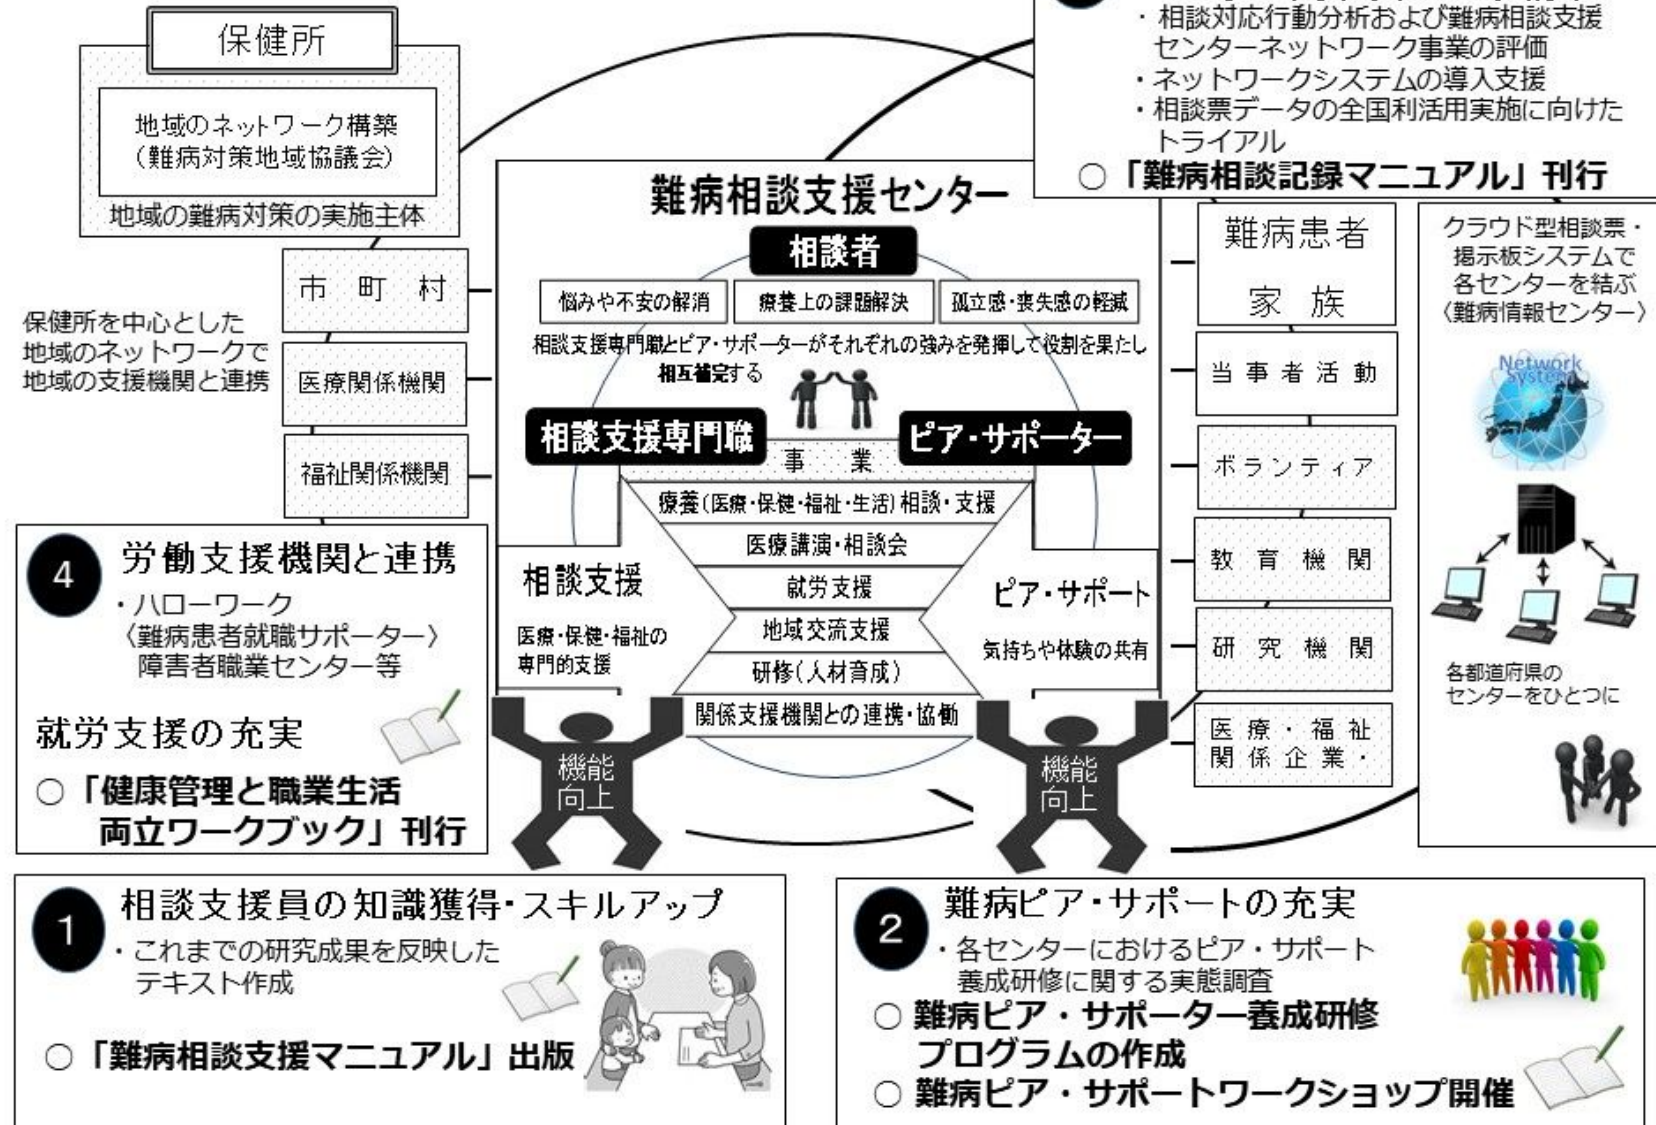 保健所
地域のネットワーク構築
（難病対策地域協議会）
地域の難病対策の実施主体
・相談対応行動分析および難病相談支援
センターネットワーク事業の評価
・ネットワークシステムの導入支援
・相談票データの全国利活用実施に向けた
トライアル
○「難病相談記録マニュアル」刊行
市町村
医療関係機関
福祉関係機関
保健所を中心とした
地域のネットワークで
地域の支援機関と連携
難病相談支援センター
相談者
悩みや不安の解消
療養上の課題解決
孤立感・喪失感の軽減
相談支援専門職とピア・サポーターがそれぞれの強みを発揮して役割を果たし
相互補完する
相談支援専門職
ピア・サポーター
事業
療養（医療・保健・福祉・生活）相談・支援
医療講演・相談会
就労支援
地域交流支援
研修（人材育成）
関係支援機関との連携・協働
相談支援
医療・保健・福祉の
専門的支援
ピア・サポート
気持ちや体験の共有
機能
向上
機能
向上
難病患者
家族
当事者活動
ボランティア
教育機関
研究機関
医療・福祉
関係企業・
クラウド型相談票・
掲示板システムで
各センターを結ぶ
〈難病情報センター〉
Network
System
各都道府県の
センターをひとつに
4
労働支援機関と連携
・ハローワーク
〈難病患者就職サポーター〉
障害者職業センター等
就労支援の充実
○「健康管理と職業生活
両立ワークブック」刊行
1
相談支援員の知識獲得・スキルアップ
・これまでの研究成果を反映した
テキスト作成
○「難病相談支援マニュアル」出版
2
難病ピア・サポートの充実
・各センターにおけるピア・サポート
養成研修に関する実態調査
○ 難病ピア・サポーター養成研修
プログラムの作成
○ 難病ピア・サポートワークショップ開催